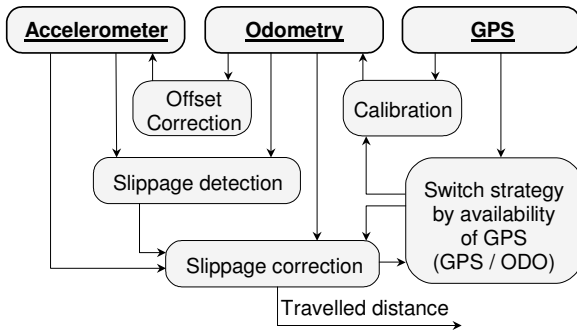 Accelerometer
Odometry
GPS
Offset
Correction
Calibration
Slippage detection
Switch strategy
by availability
of GPS
(GPS / ODO)
Slippage correction
Travelled distance